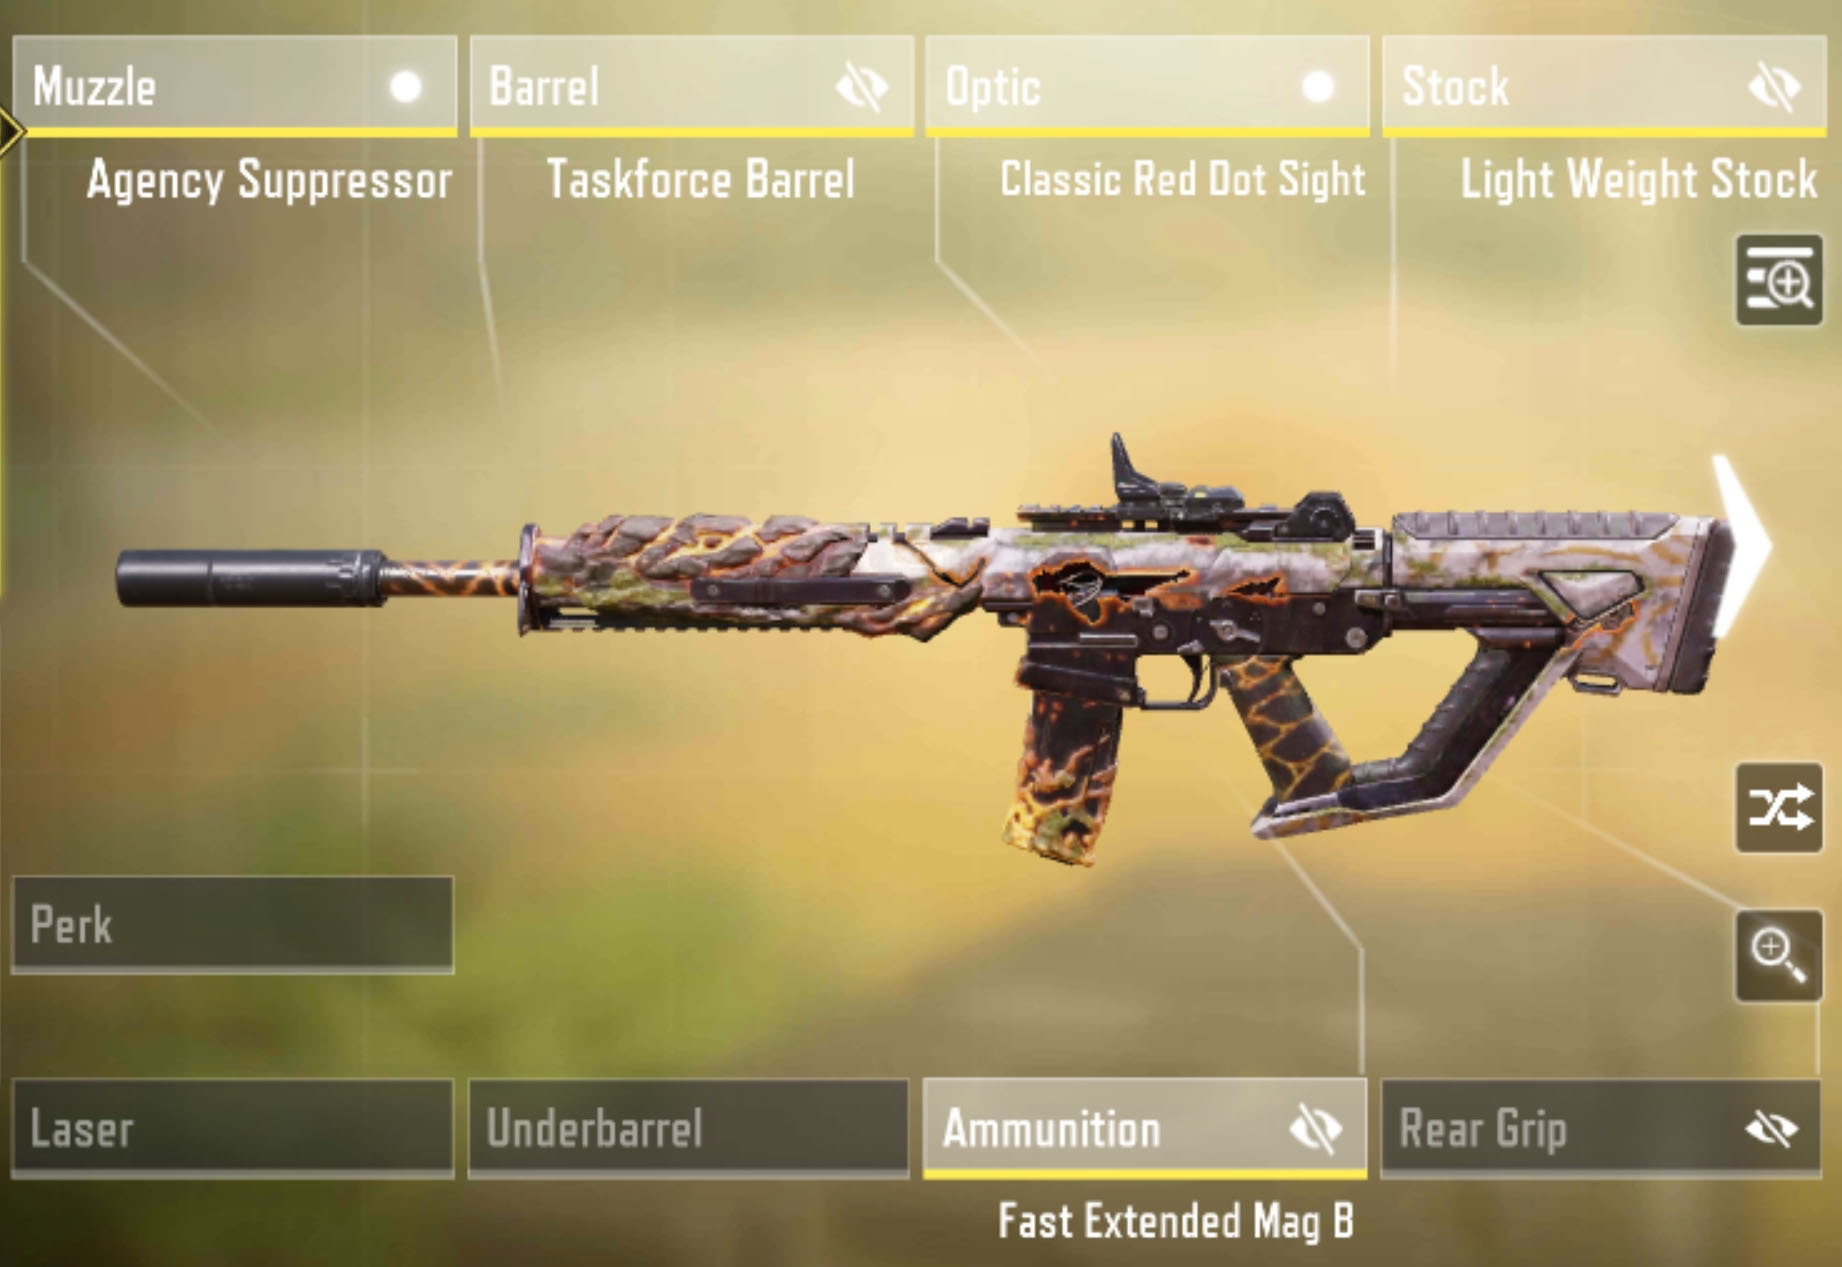 Muzzle
Barrel
Optic
Stock
Agency Suppressor
Taskforce Barrel
Classic Red Dot Sight
Light Weight Stock
Perk
Laser
Underbarrel
Ammunition
Rear Grip
Fast Extended Mag B